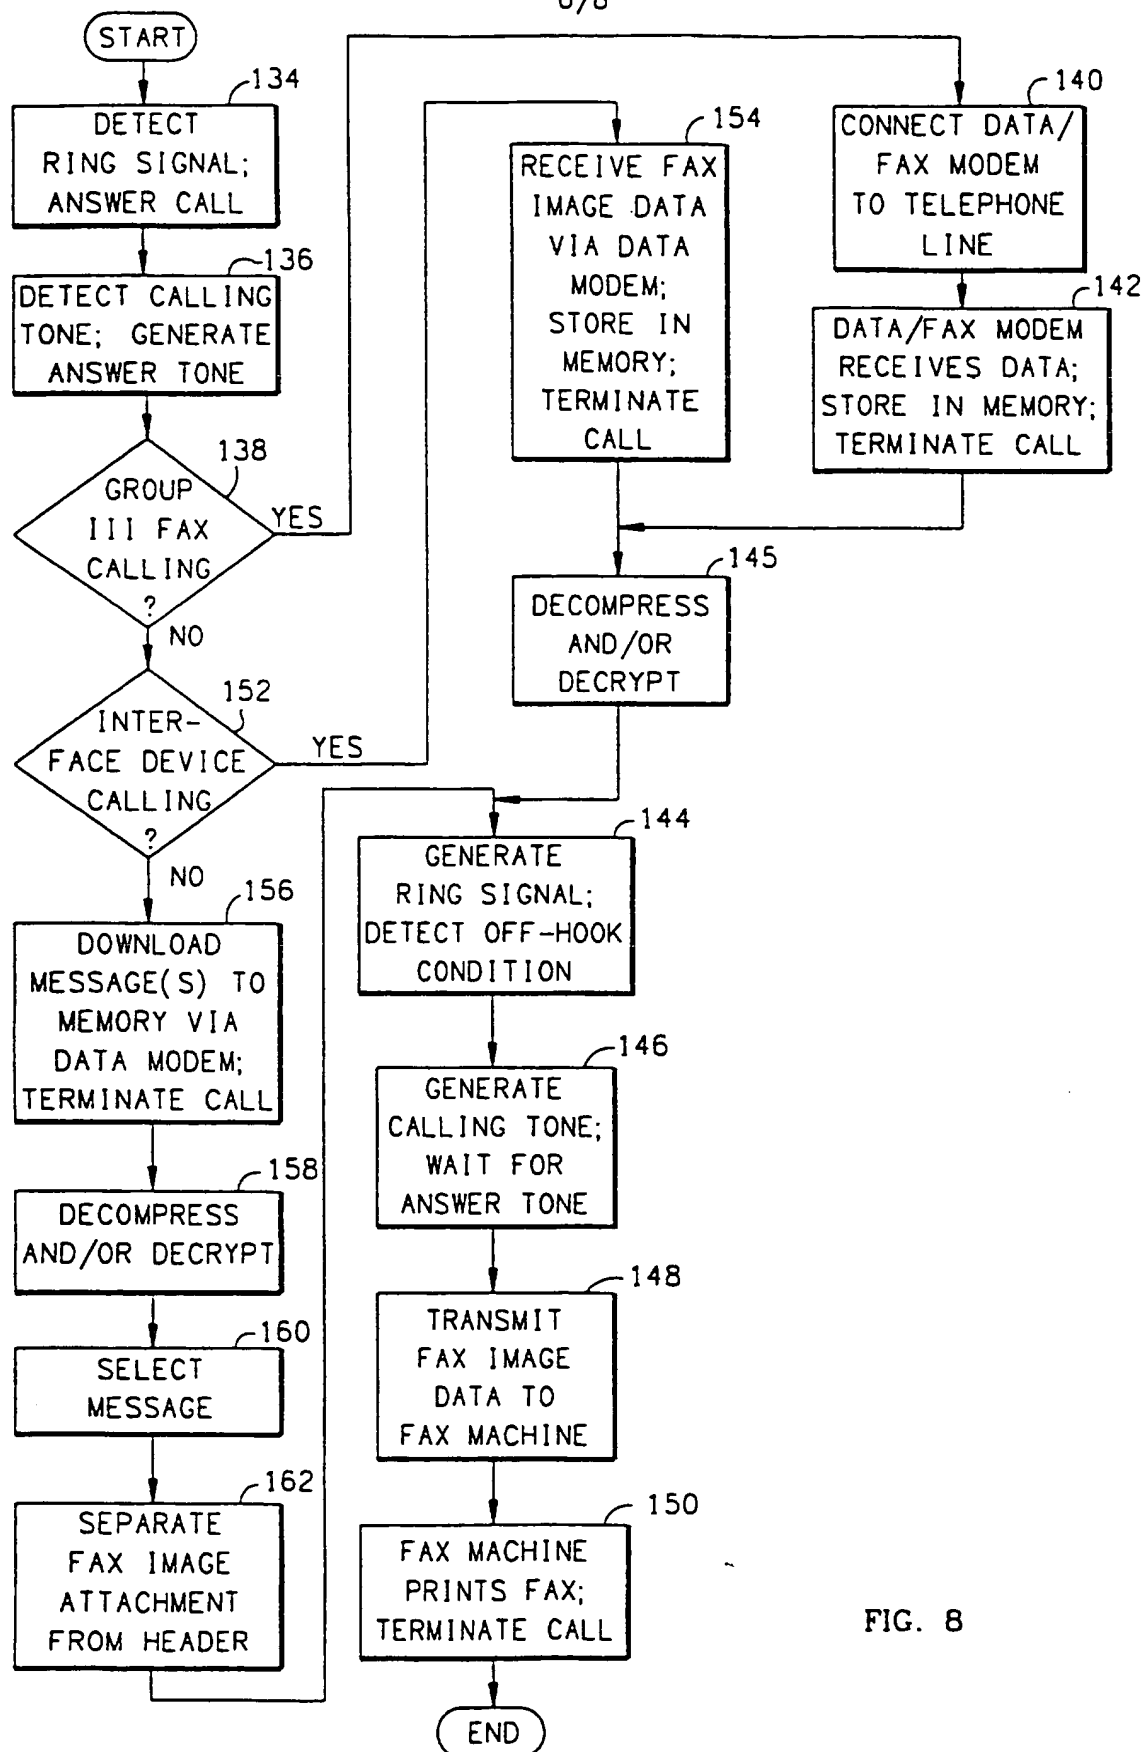 START
134
DETECT
RING SIGNAL;
ANSWER CALL
136
DETECT CALLING
TONE; GENERATE
ANSWER TONE
138
GROUP
III FAX
CALLING
?
YES
NO
152
INTER-
FACE DEVICE
CALLING
?
YES
NO
156
DOWNLOAD
MESSAGE(S) TO
MEMORY VIA
DATA MODEM;
TERMINATE CALL
158
DECOMPRESS
AND/OR DECRYPT
160
SELECT
MESSAGE
162
SEPARATE
FAX IMAGE
ATTACHMENT
FROM HEADER
154
RECEIVE FAX
IMAGE DATA
VIA DATA
MODEM;
STORE IN
MEMORY;
TERMINATE
CALL
140
CONNECT DATA/
FAX MODEM
TO TELEPHONE
LINE
142
DATA/FAX MODEM
RECEIVES DATA;
STORE IN MEMORY;
TERMINATE CALL
145
DECOMPRESS
AND/OR
DECRYPT
144
GENERATE
RING SIGNAL;
DETECT OFF-HOOK
CONDITION
146
GENERATE
CALLING TONE;
WAIT FOR
ANSWER TONE
148
TRANSMIT
FAX IMAGE
DATA TO
FAX MACHINE
150
FAX MACHINE
PRINTS FAX;
TERMINATE CALL
END
FIG. 8